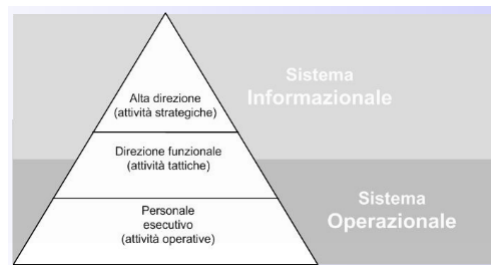 Sistema
Informazionale
Alta direzione
(attività strategiche)
Direzione funzionale
(attività tattiche)
Sistema
Operazionale
Personale
esecutivo
(attività operative)